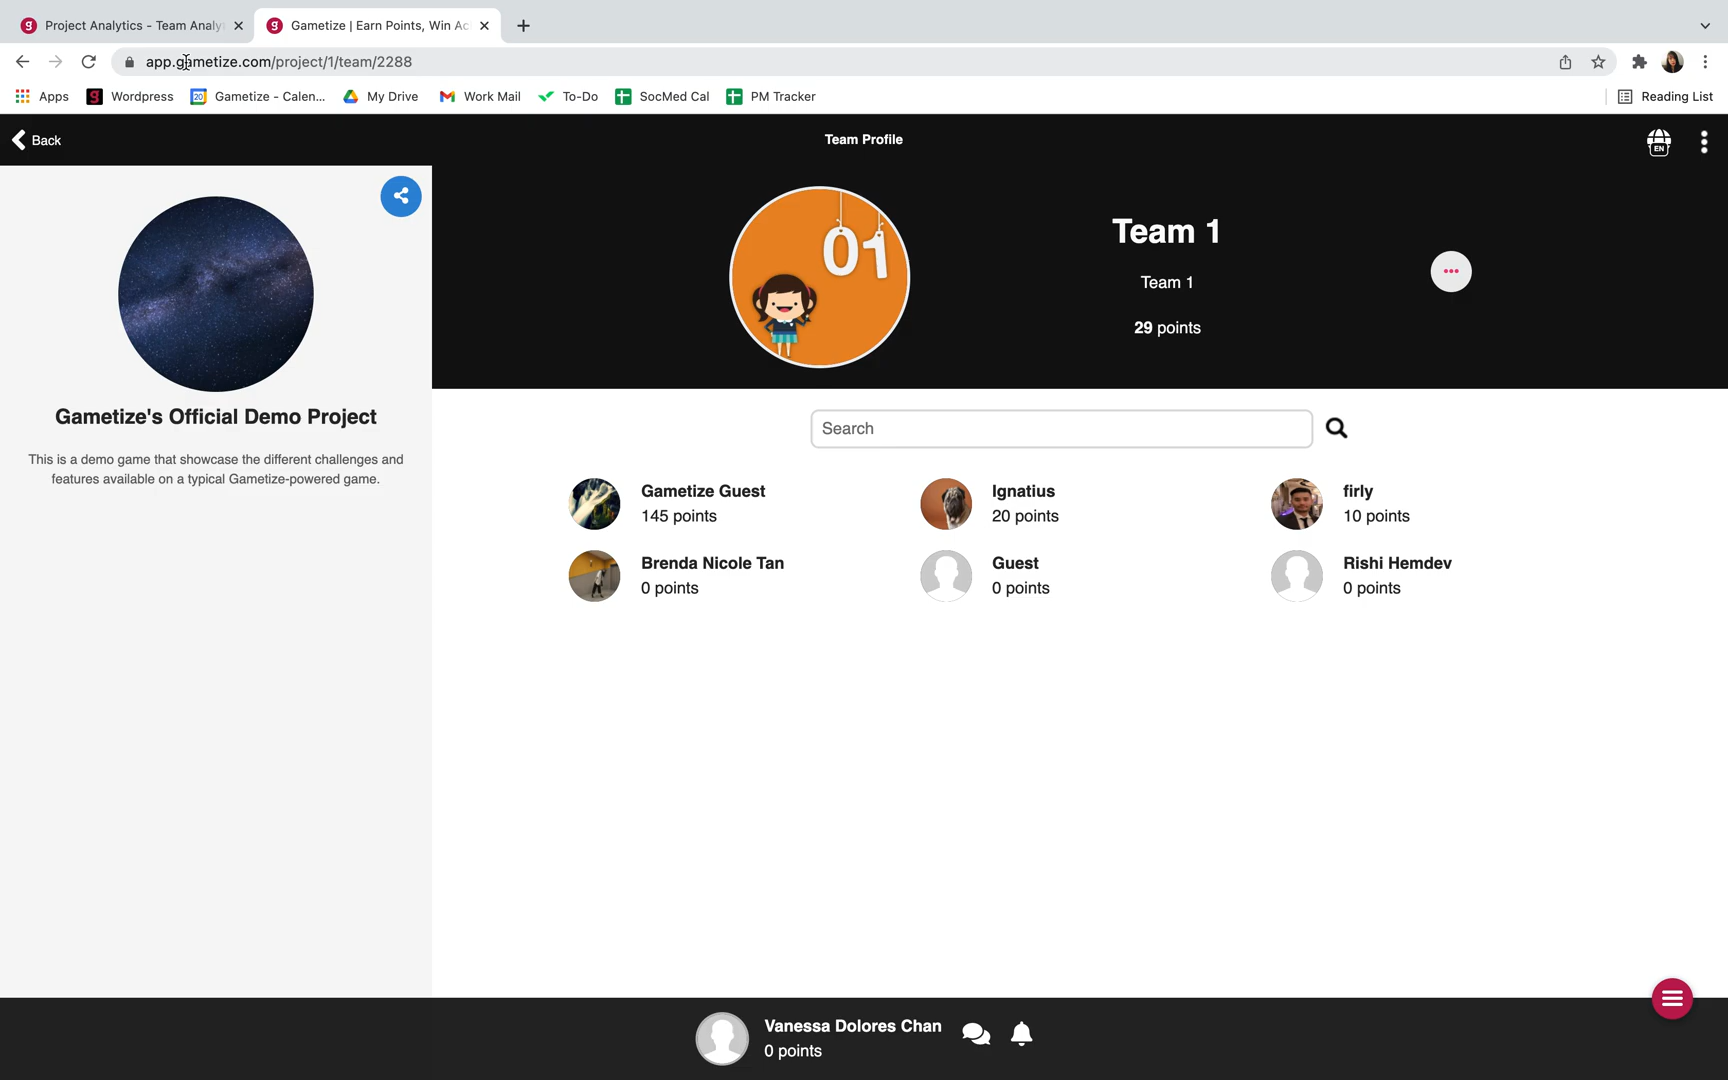 Project Analytics - Team Analy
Gametize | Earn Points, Win Ac
app.gametize.com/project/1/team/2288
Apps
Wordpress
20
Gametize - Calen...
My Drive
Work Mail
To-Do
SocMed Cal
PM Tracker
Reading List
Back
Team Profile
EN
01
Team 1
Team 1
29 points
Gametize's Official Demo Project
This is a demo game that showcase the different challenges and
features available on a typical Gametize-powered game.
Search
Gametize Guest
145 points
Ignatius
20 points
firly
10 points
Brenda Nicole Tan
0 points
Guest
0 points
Rishi Hemdev
0 points
Vanessa Dolores Chan
0 points